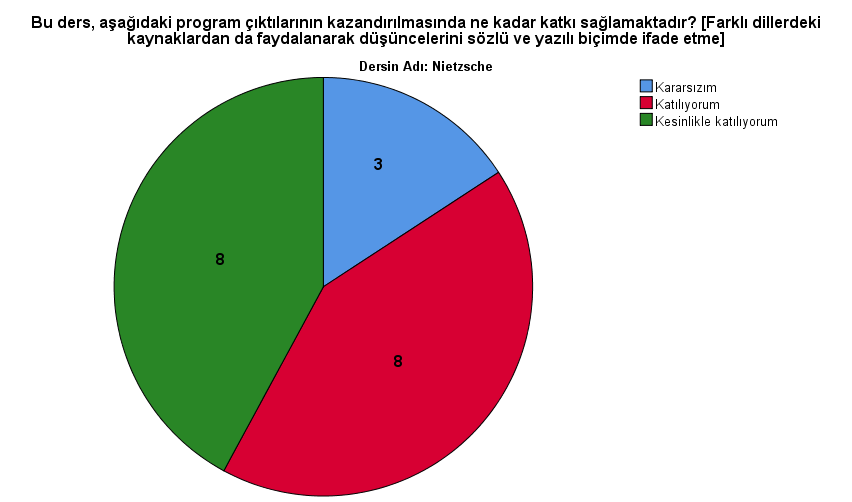 Bu ders, aşağıdaki program çıktılarının kazandırılmasında ne kadar katkı sağlamaktadır? [Farklı dillerdeki
kaynaklardan da faydalanarak düşüncelerini sözlü ve yazılı biçimde ifade etme]
Dersin Adı: Nietzsche
Kararsızım
Katılıyorum
Kesinlikle katılıyorum
3
8
8